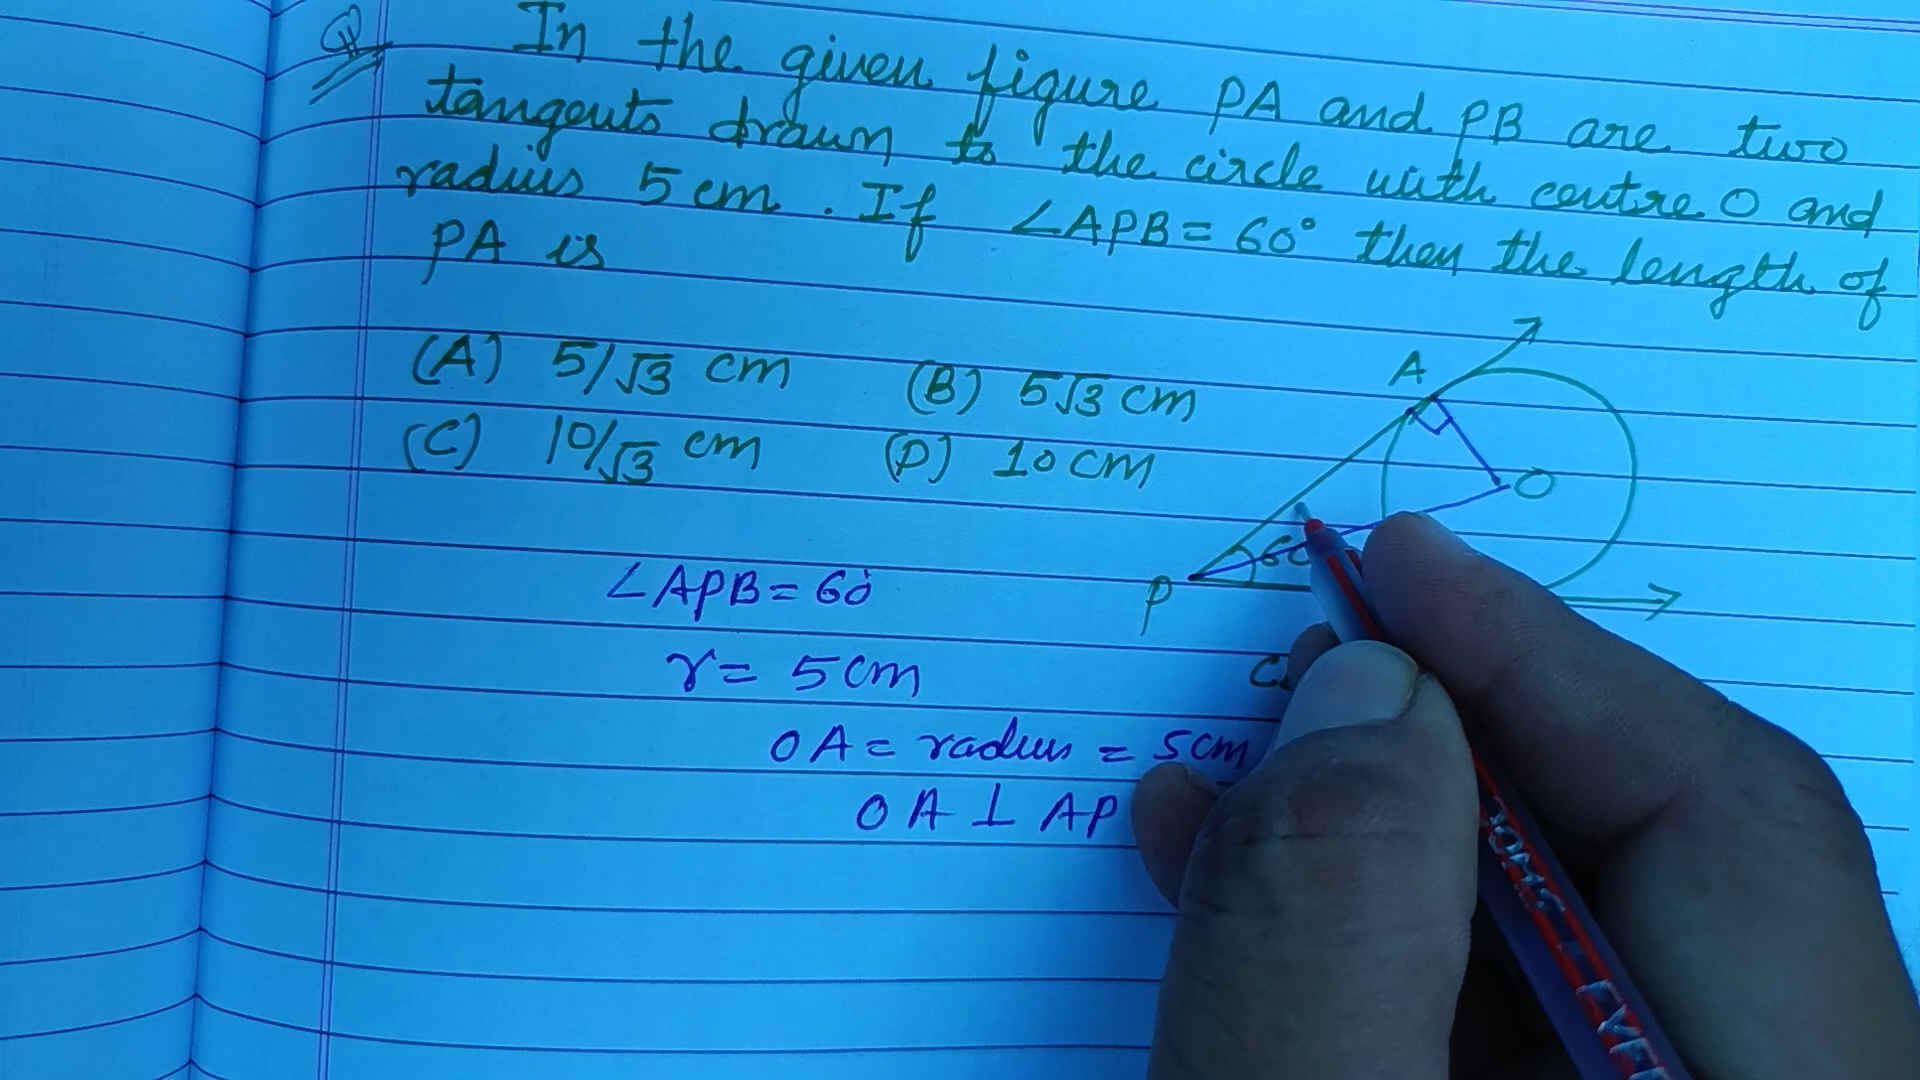 Q In the given figure PA and PB are two
tangents drawn to the circle with centre O and
radius 5 cm . If ∠APB = 60° then the length of
PA is
(A) 5/√3 cm (B) 5√3 cm
(C) 10/√3 cm (D) 10 cm
A
O
P
∠APB = 60°
r = 5 cm
OA = radius = 5 cm
OA ⊥ AP